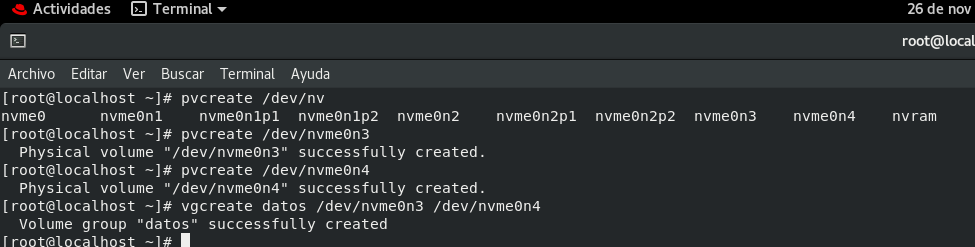 Actividades Terminal 26 de nov
root@local
Archivo Editar Ver Buscar Terminal Ayuda
[root@localhost ~]# pvcreate /dev/nv
nvme0 nvme0n1 nvme0n1p1 nvme0n1p2 nvme0n2 nvme0n2p1 nvme0n2p2 nvme0n3 nvme0n4 nvram
[root@localhost ~]# pvcreate /dev/nvme0n3
  Physical volume "/dev/nvme0n3" successfully created.
[root@localhost ~]# pvcreate /dev/nvme0n4
  Physical volume "/dev/nvme0n4" successfully created.
[root@localhost ~]# vgcreate datos /dev/nvme0n3 /dev/nvme0n4
  Volume group "datos" successfully created
[root@localhost ~]#